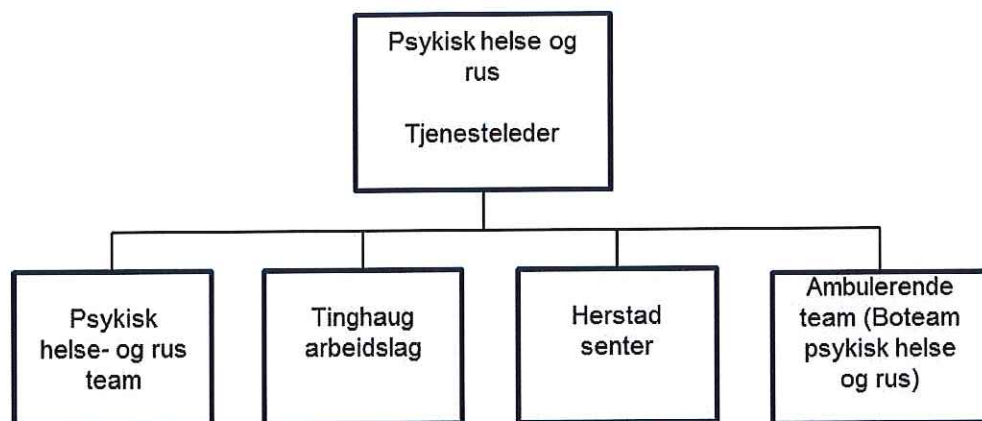 Psykisk helse og
rus
Tjenesteleder
Psykisk
helse- og rus
team
Tinghaug
arbeidslag
Herstad
senter
Ambulerende
team (Boteam
psykisk helse
og rus)